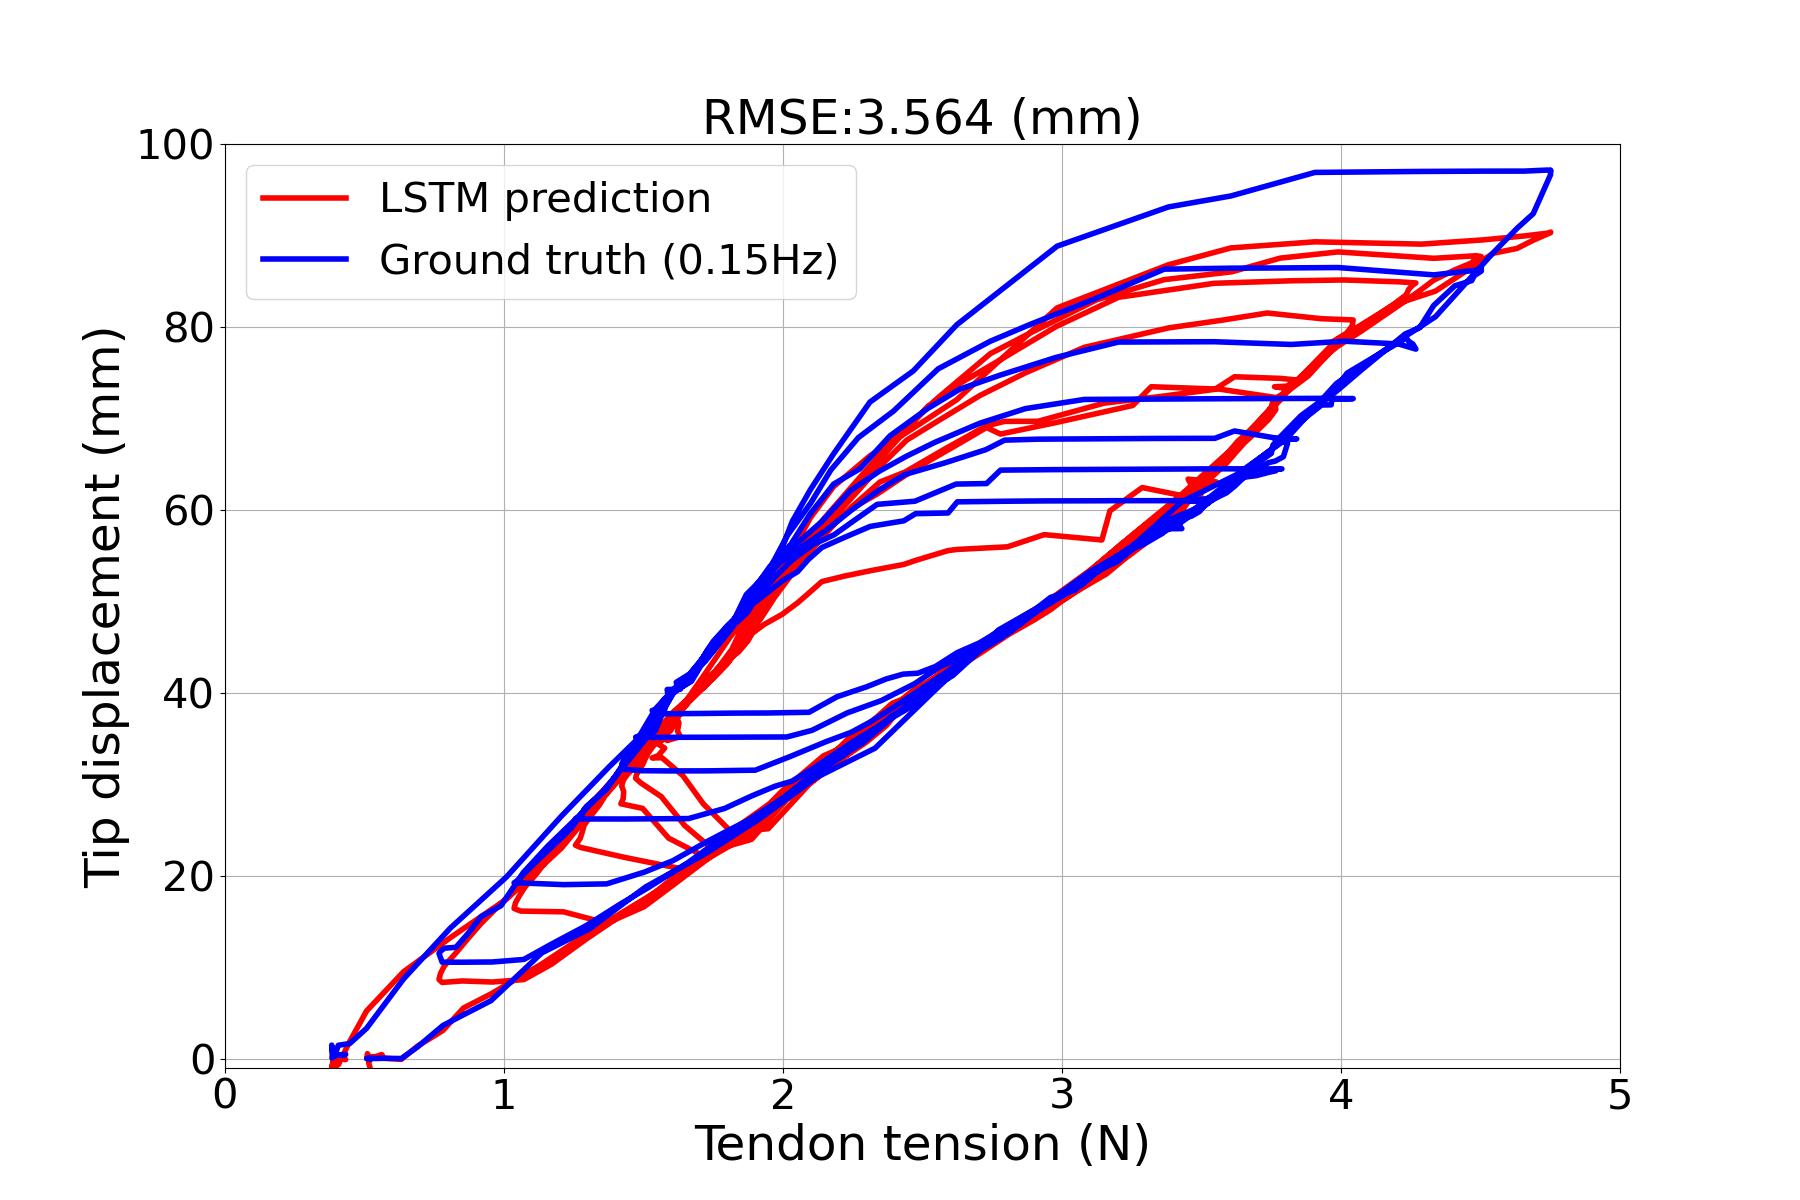 RMSE:3.564 (mm)
100
80
60
40
20
0
Tip displacement (mm)
LSTM prediction
Ground truth (0.15Hz)
0 1 2 3 4 5
Tendon tension (N)